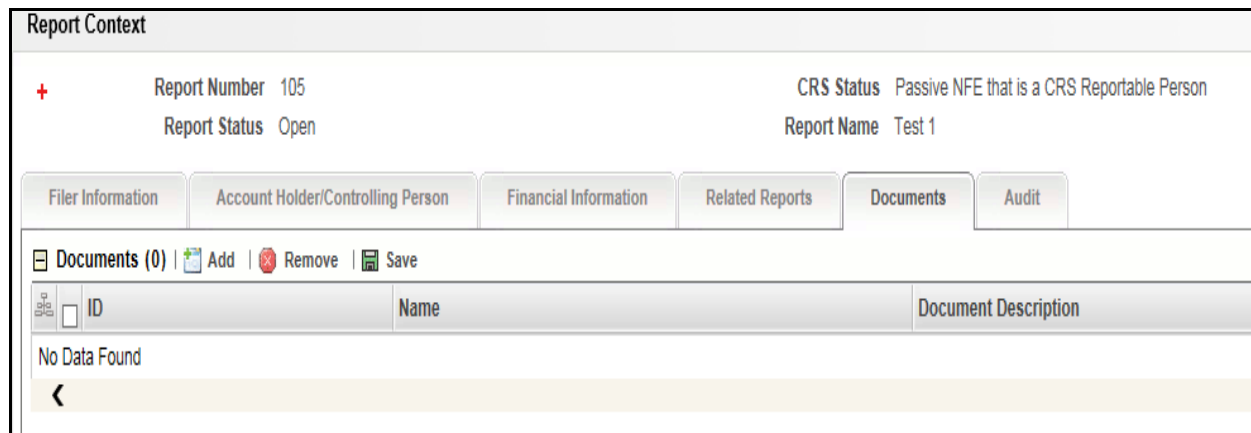 Report Context
Report Number 105 CRS Status Passive NFE that is a CRS Reportable Person
Report Status Open Report Name Test 1
Filer Information Account Holder/Controlling Person Financial Information Related Reports Documents Audit
Documents (0) | Add | Remove | Save
ID Name Document Description
No Data Found